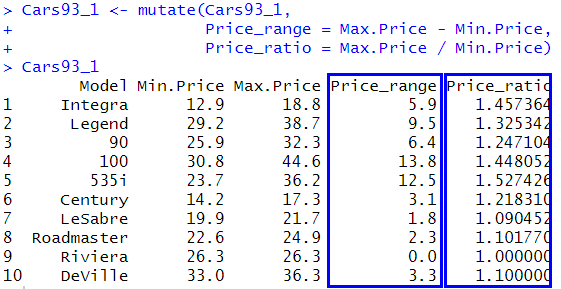 > Cars93_1 <- mutate(Cars93_1,
+ Price_range = Max.Price - Min.Price,
+ Price_ratio = Max.Price / Min.Price)
> Cars93_1
Model Min.Price Max.Price Price_range Price_ratio
1 Integra 12.9 18.8 5.9 1.457364
2 Legend 29.2 38.7 9.5 1.325342
3 90 25.9 32.3 6.4 1.247104
4 100 30.8 44.6 13.8 1.448052
5 535i 23.7 36.2 12.5 1.527426
6 Century 14.2 17.3 3.1 1.218310
7 LeSabre 19.9 21.7 1.8 1.090452
8 Roadmaster 22.6 24.9 2.3 1.101770
9 Riviera 26.3 26.3 0.0 1.000000
10 DeVille 33.0 36.3 3.3 1.100000